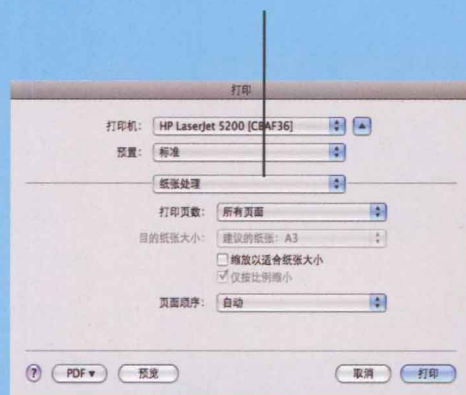 打印
打印机： HP LaserJet 5200 [CBAF36]
预置： 标准
纸张处理
打印页数： 所有页面
目的纸张大小： 建议的纸张：A3
缩放以适合纸张大小
仅按比例缩小
页面顺序： 自动
? PDF▼ 预览 取消 打印